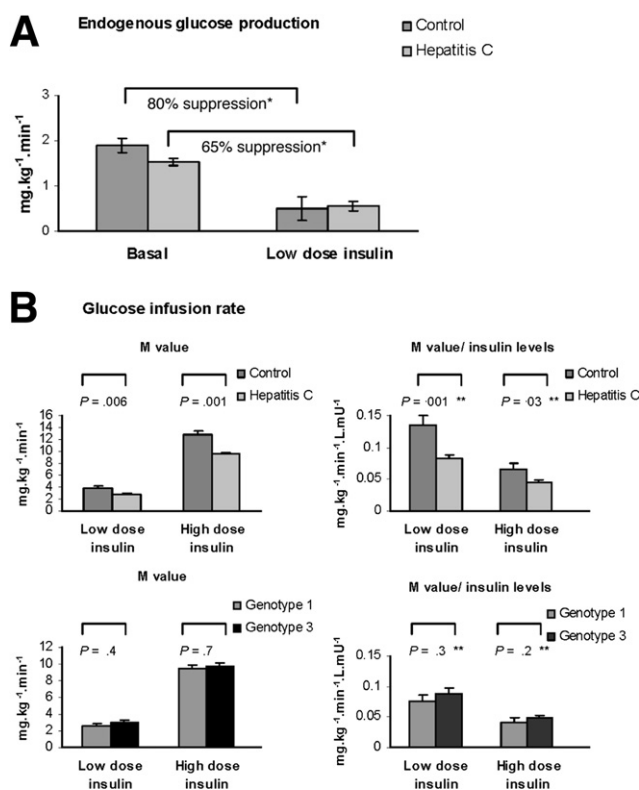 A
Endogenous glucose production
Control
Hepatitis C
80% suppression*
65% suppression*
mg.kg⁻¹.min⁻¹
3
2
1
0
Basal
Low dose insulin
B
Glucose infusion rate
M value
Control
Hepatitis C
P = .006
P = .001
mg.kg⁻¹.min⁻¹
16
14
12
10
8
6
4
2
0
Low dose insulin
High dose insulin
M value/ insulin levels
Control
Hepatitis C
P = ·001 **
P = ·03 **
mg.kg⁻¹.min⁻¹.L.mU⁻¹
0.15
0.1
0.05
0
Low dose insulin
High dose insulin
M value
Genotype 1
Genotype 3
P = .4
P = .7
mg.kg⁻¹.min⁻¹
12
10
8
6
4
2
0
Low dose insulin
High dose insulin
M value/ insulin levels
Genotype 1
Genotype 3
P = .3 **
P = .2 **
mg.kg⁻¹.min⁻¹.L.mU⁻¹
0.15
0.1
0.05
0
Low dose insulin
High dose insulin